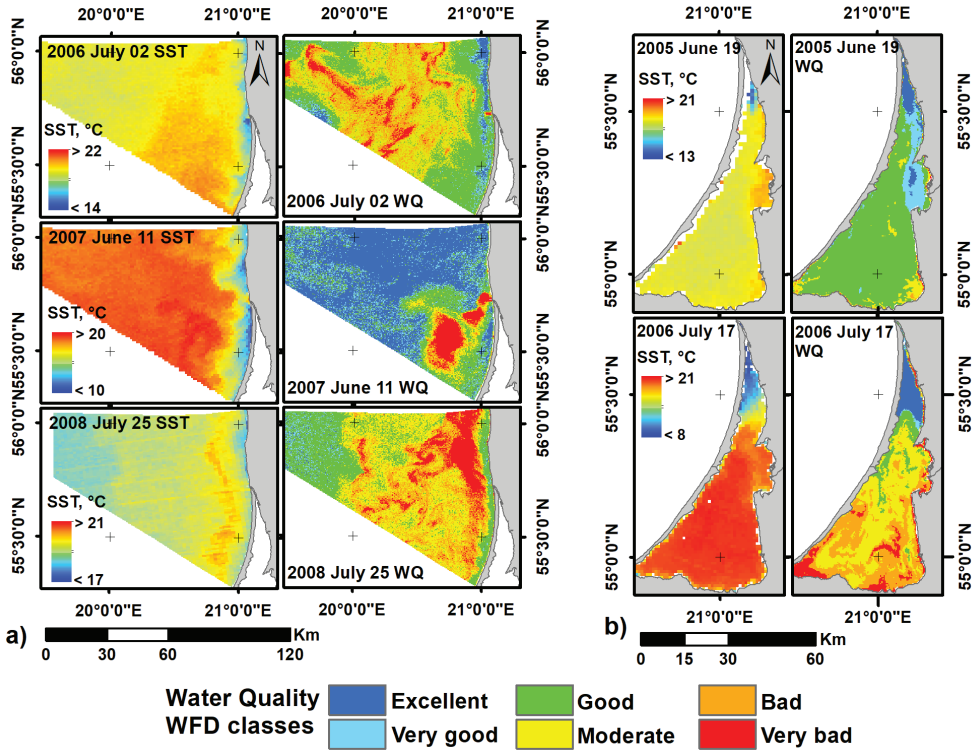 2006 July 02 SST
N
SST, °C
> 22
< 14
2006 July 02 WQ
2007 June 11 SST
SST, °C
> 20
< 10
2007 June 11 WQ
2008 July 25 SST
SST, °C
> 21
< 17
2008 July 25 WQ
20°0'0"E
21°0'0"E
20°0'0"E
21°0'0"E
20°0'0"E
21°0'0"E
20°0'0"E
21°0'0"E
56°0'0"N
55°30'0"N
56°0'0"N
55°30'0"N
56°0'0"N
55°30'0"N
56°0'0"N
55°30'0"N
56°0'0"N
55°30'0"N
56°0'0"N
55°30'0"N
a)
Km
0
30
60
120
21°0'0"E
21°0'0"E
2005 June 19
N
SST, °C
> 21
< 13
2005 June 19
WQ
2006 July 17
SST, °C
> 21
< 8
2006 July 17
WQ
55°30'0"N
55°0'0"N
55°30'0"N
55°0'0"N
55°30'0"N
55°0'0"N
55°30'0"N
55°0'0"N
21°0'0"E
21°0'0"E
b)
Km
0
15
30
60
Water Quality
WFD classes
Excellent
Good
Bad
Very good
Moderate
Very bad